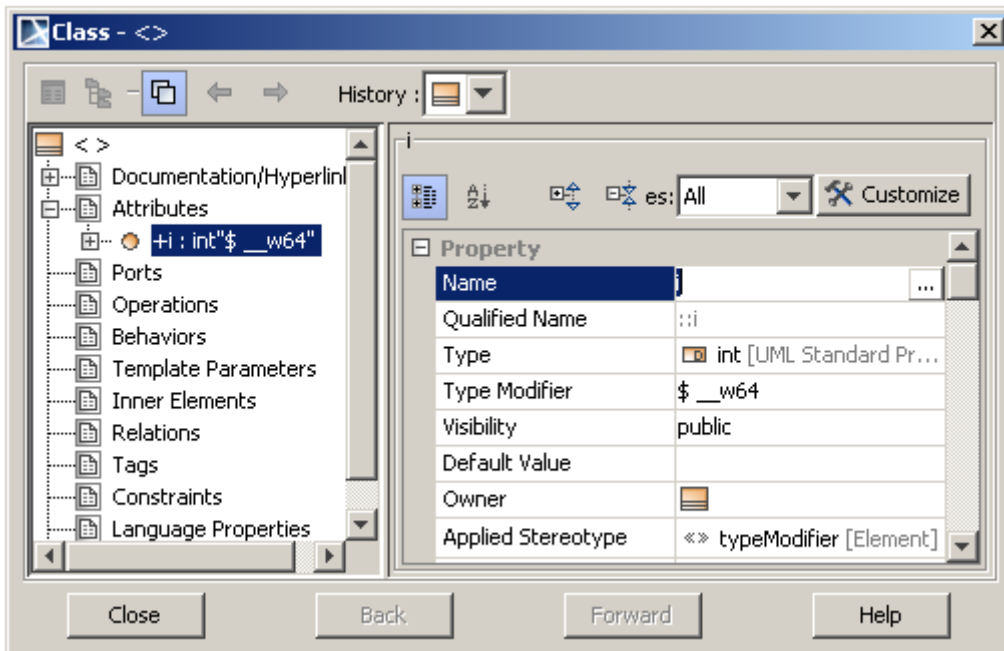 Class - <>
History :
< >
Documentation/Hyperlinl
Attributes
+i : int"$ __w64"
Ports
Operations
Behaviors
Template Parameters
Inner Elements
Relations
Tags
Constraints
Language Properties
i
es: All
Customize
Property
Name i ...
Qualified Name ::i
Type int [UML Standard Pr...
Type Modifier $ __w64
Visibility public
Default Value
Owner
Applied Stereotype «» typeModifier [Element]
Close Back Forward Help